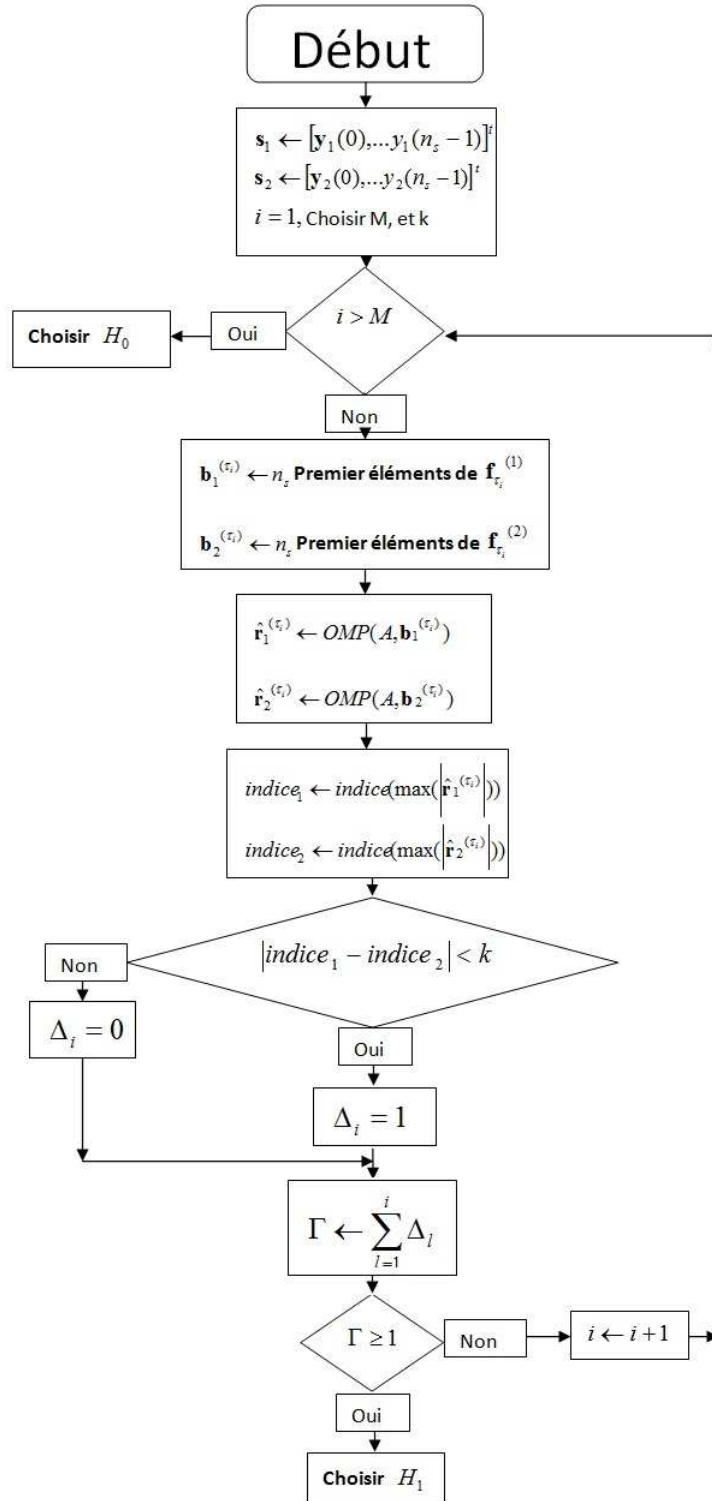 Début
𝐬₁ ← [𝐲₁(0),...y₁(nₛ − 1)]ᵗ
𝐬₂ ← [𝐲₂(0),...y₂(nₛ − 1)]ᵗ
i = 1, Choisir M, et k
i > M
Oui
Choisir H₀
Non
𝐛₁^(τᵢ) ← nₛ Premier éléments de 𝐟_τᵢ^(1)
𝐛₂^(τᵢ) ← nₛ Premier éléments de 𝐟_τᵢ^(2)
𝐫̂₁^(τᵢ) ← OMP(A, 𝐛₁^(τᵢ))
𝐫̂₂^(τᵢ) ← OMP(A, 𝐛₂^(τᵢ))
indice₁ ← indice(max(|𝐫̂₁^(τᵢ)|))
indice₂ ← indice(max(|𝐫̂₂^(τᵢ)|))
|indice₁ − indice₂| < k
Non
Δᵢ = 0
Oui
Δᵢ = 1
Γ ← ∑_{l=1}^{i} Δ_l
Γ ≥ 1
Non
i ← i + 1
Oui
Choisir H₁